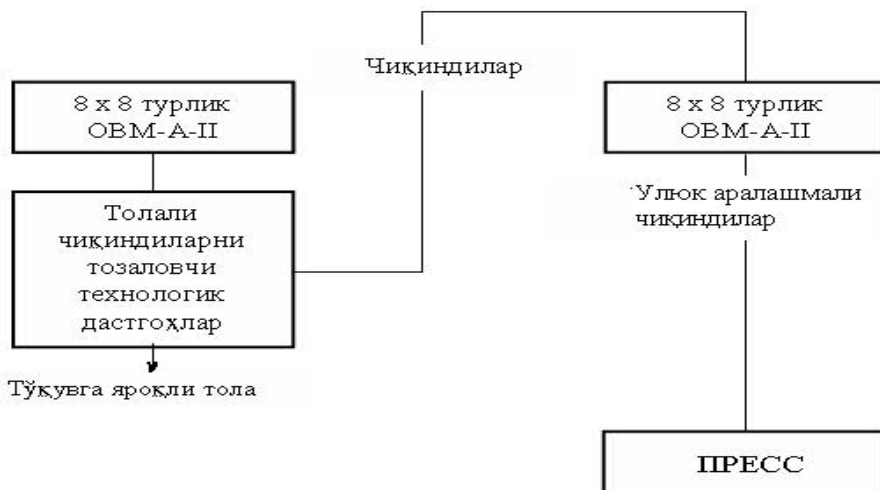 Чиқиндилар
8 х 8 турлик
ОВМ-А-II
8 х 8 турлик
ОВМ-А-II
Толали
чиқиндиларни
тозаловчи
технологик
дастгоҳлар
Улюк аралашмали
чиқиндилар
Тўқувга яроқли тола
ПРЕСС